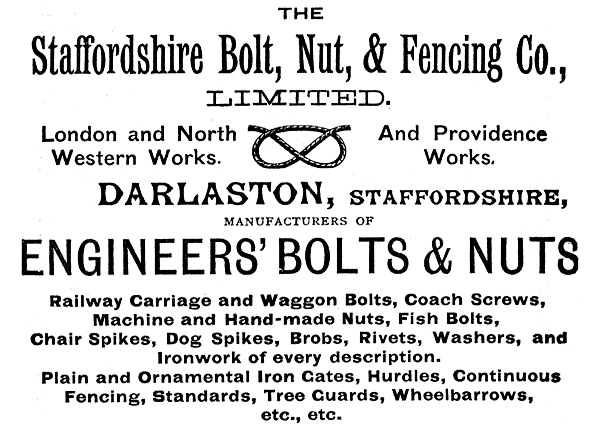 THE
Staffordshire Bolt, Nut, & Fencing Co.,
LIMITED.
London and North And Providence
Western Works. Works.
DARLASTON, STAFFORDSHIRE,
MANUFACTURERS OF
ENGINEERS' BOLTS & NUTS
Railway Carriage and Waggon Bolts, Coach Screws,
Machine and Hand-made Nuts, Fish Bolts,
Chair Spikes, Dog Spikes, Brobs, Rivets, Washers, and
Ironwork of every description.
Plain and Ornamental Iron Gates, Hurdles, Continuous
Fencing, Standards, Tree Guards, Wheelbarrows,
etc., etc.